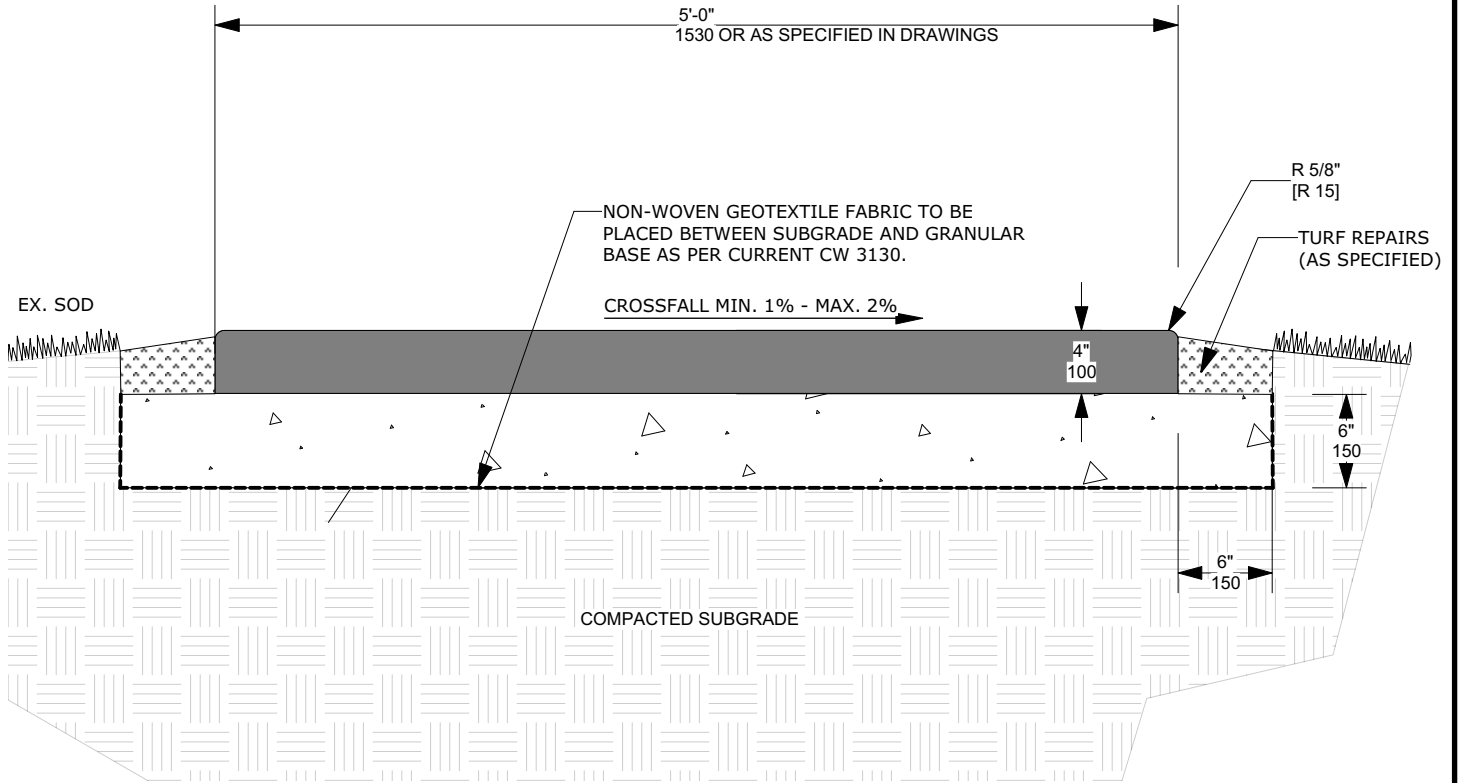 5'-0"
1530 OR AS SPECIFIED IN DRAWINGS
R 5/8"
[R 15]
NON-WOVEN GEOTEXTILE FABRIC TO BE
PLACED BETWEEN SUBGRADE AND GRANULAR
BASE AS PER CURRENT CW 3130.
TURF REPAIRS
(AS SPECIFIED)
EX. SOD
CROSSFALL MIN. 1% - MAX. 2%
4"
100
6"
150
6"
150
COMPACTED SUBGRADE